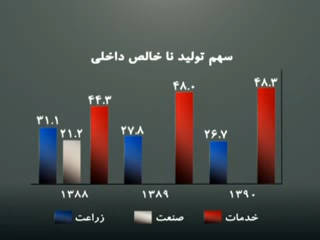 سهم تولید نا خالص داخلی
۳۱.۱ ۲۱.۲ ۴۴.۳ ۲۷.۸ ۴۸.۰ ۲۶.۷ ۴۸.۳
۱۳۸۸ ۱۳۸۹ ۱۳۹۰
خدمات صنعت زراعت